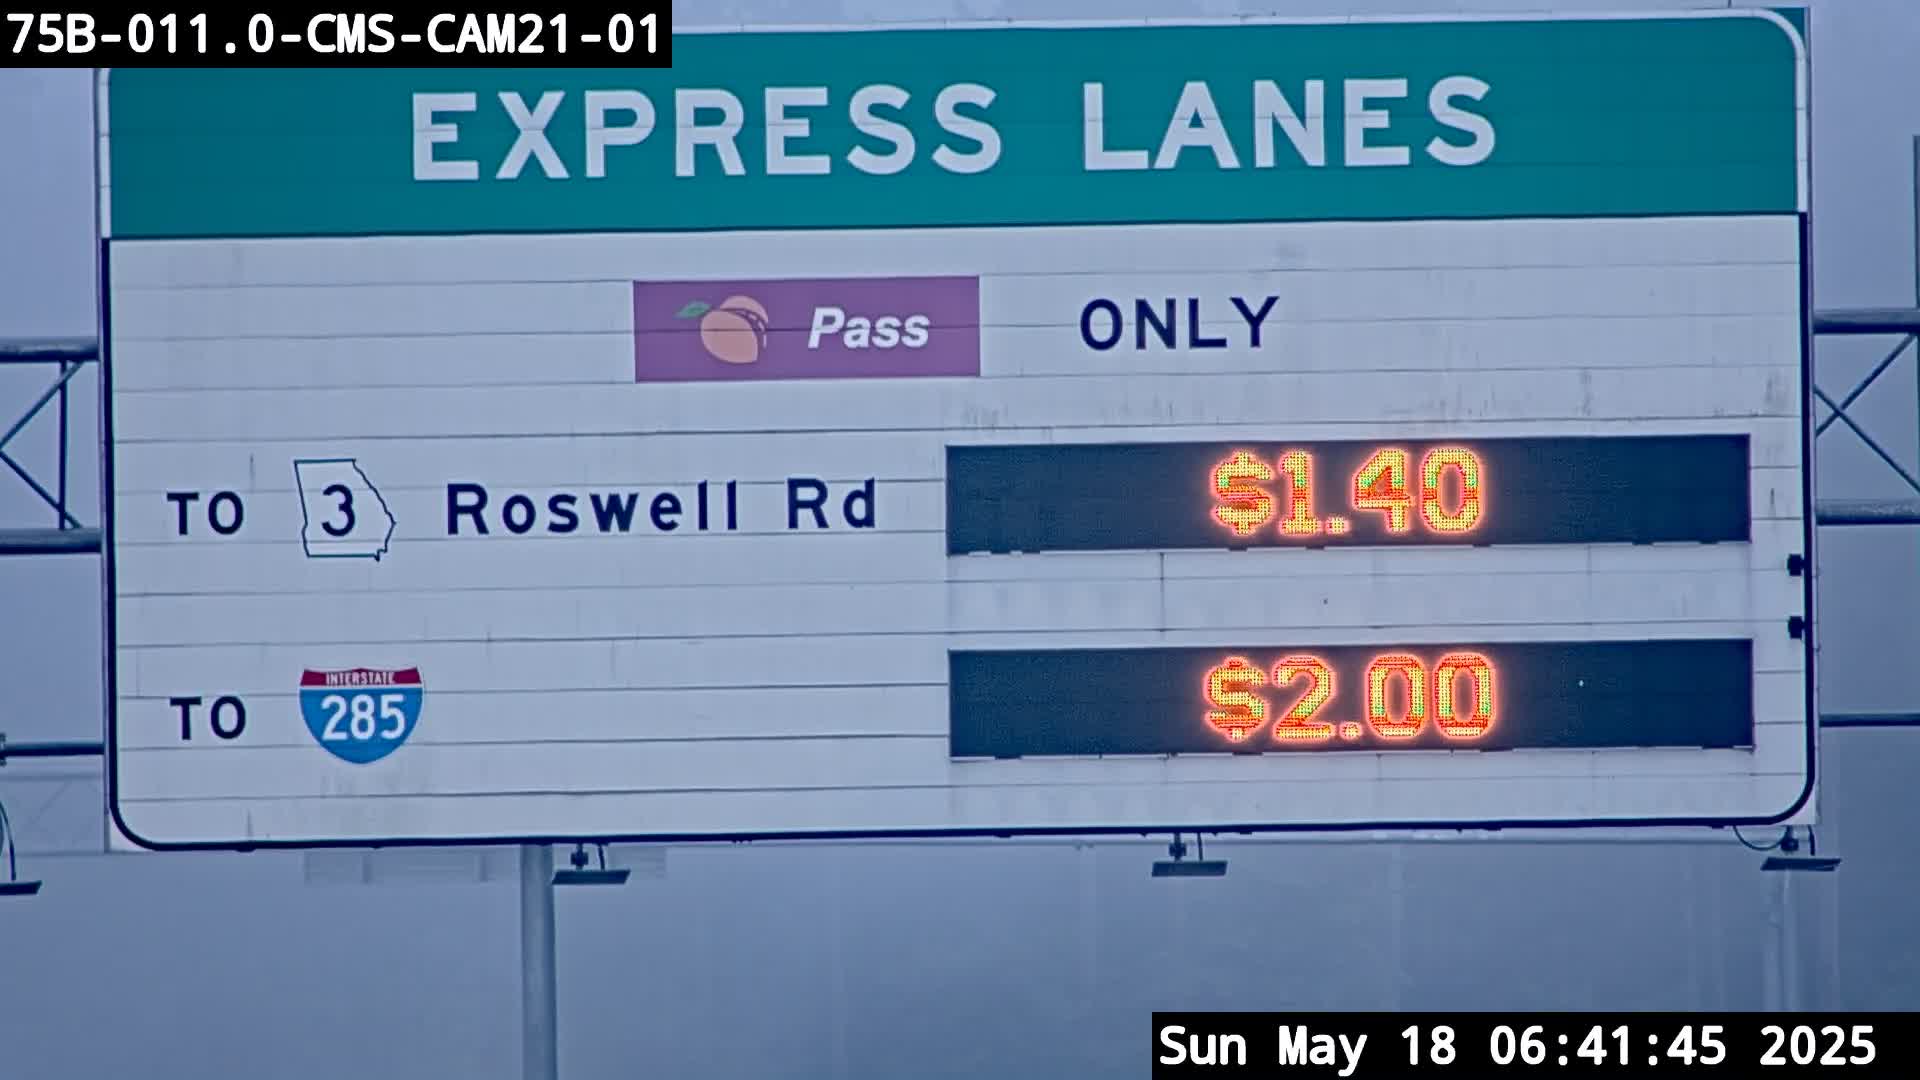 75B-011.0-CMS-CAM21-01
EXPRESS LANES
Pass ONLY
TO 3 Roswell Rd $1.40
INTERSTATE
TO 285 $2.00
Sun May 18 06:41:45 2025